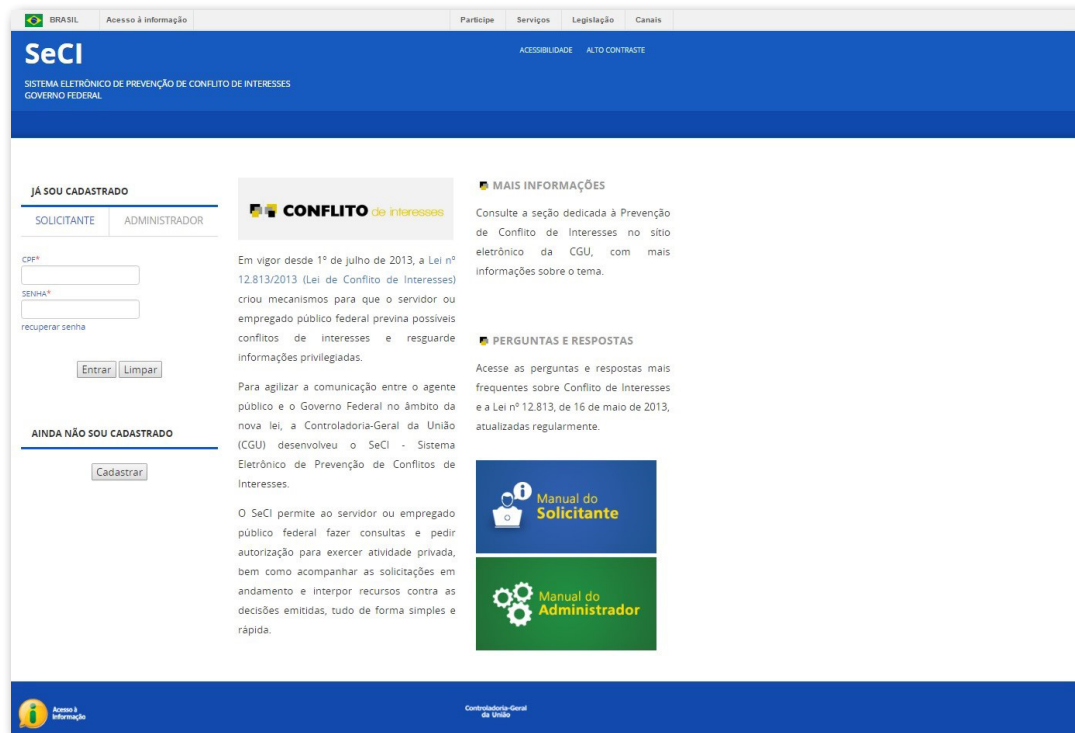 BRASIL
Acesso à informação
Participe
Serviços
Legislação
Canais
SeCI
ACESSIBILIDADE
ALTO CONTRASTE
SISTEMA ELETRÔNICO DE PREVENÇÃO DE CONFLITO DE INTERESSES
GOVERNO FEDERAL
JÁ SOU CADASTRADO
SOLICITANTE
ADMINISTRADOR
CPF*
SENHA*
recuperar senha
Entrar
Limpar
AINDA NÃO SOU CADASTRADO
Cadastrar
CONFLITO de interesses
Em vigor desde 1º de julho de 2013, a Lei nº
12.813/2013 (Lei de Conflito de Interesses)
criou mecanismos para que o servidor ou
empregado público federal previna possíveis
conflitos de interesses e resguarde
informações privilegiadas.
Para agilizar a comunicação entre o agente
público e o Governo Federal no âmbito da
nova lei, a Controladoria-Geral da União
(CGU) desenvolveu o SeCI - Sistema
Eletrônico de Prevenção de Conflitos de
Interesses.
O SeCI permite ao servidor ou empregado
público federal fazer consultas e pedir
autorização para exercer atividade privada,
bem como acompanhar as solicitações em
andamento e interpor recursos contra as
decisões emitidas, tudo de forma simples e
rápida.
MAIS INFORMAÇÕES
Consulte a seção dedicada à Prevenção
de Conflito de Interesses no sítio
eletrônico da CGU, com mais
informações sobre o tema.
PERGUNTAS E RESPOSTAS
Acesse as perguntas e respostas mais
frequentes sobre Conflito de Interesses
e a Lei nº 12.813, de 16 de maio de 2013,
atualizadas regularmente.
Manual do
Solicitante
Manual do
Administrador
Acesso à
Informação
Controladoria-Geral
da União